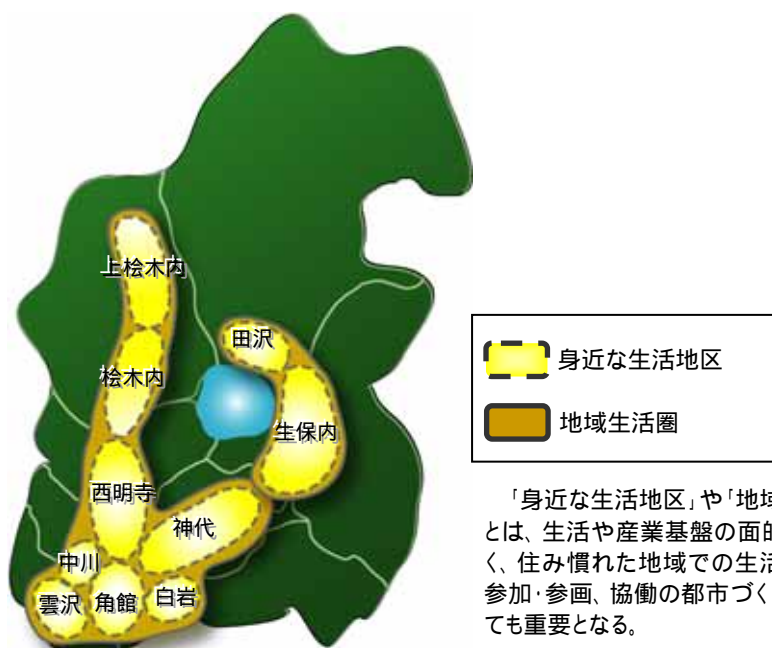 上桧木内
田沢
桧木内
生保内
西明寺
神代
中川
雲沢
角館
白岩
身近な生活地区
地域生活圏
「身近な生活地区」や「地域
とは、生活や産業基盤の面的
く、住み慣れた地域での生活
参加・参画、協働の都市づく
ても重要となる。